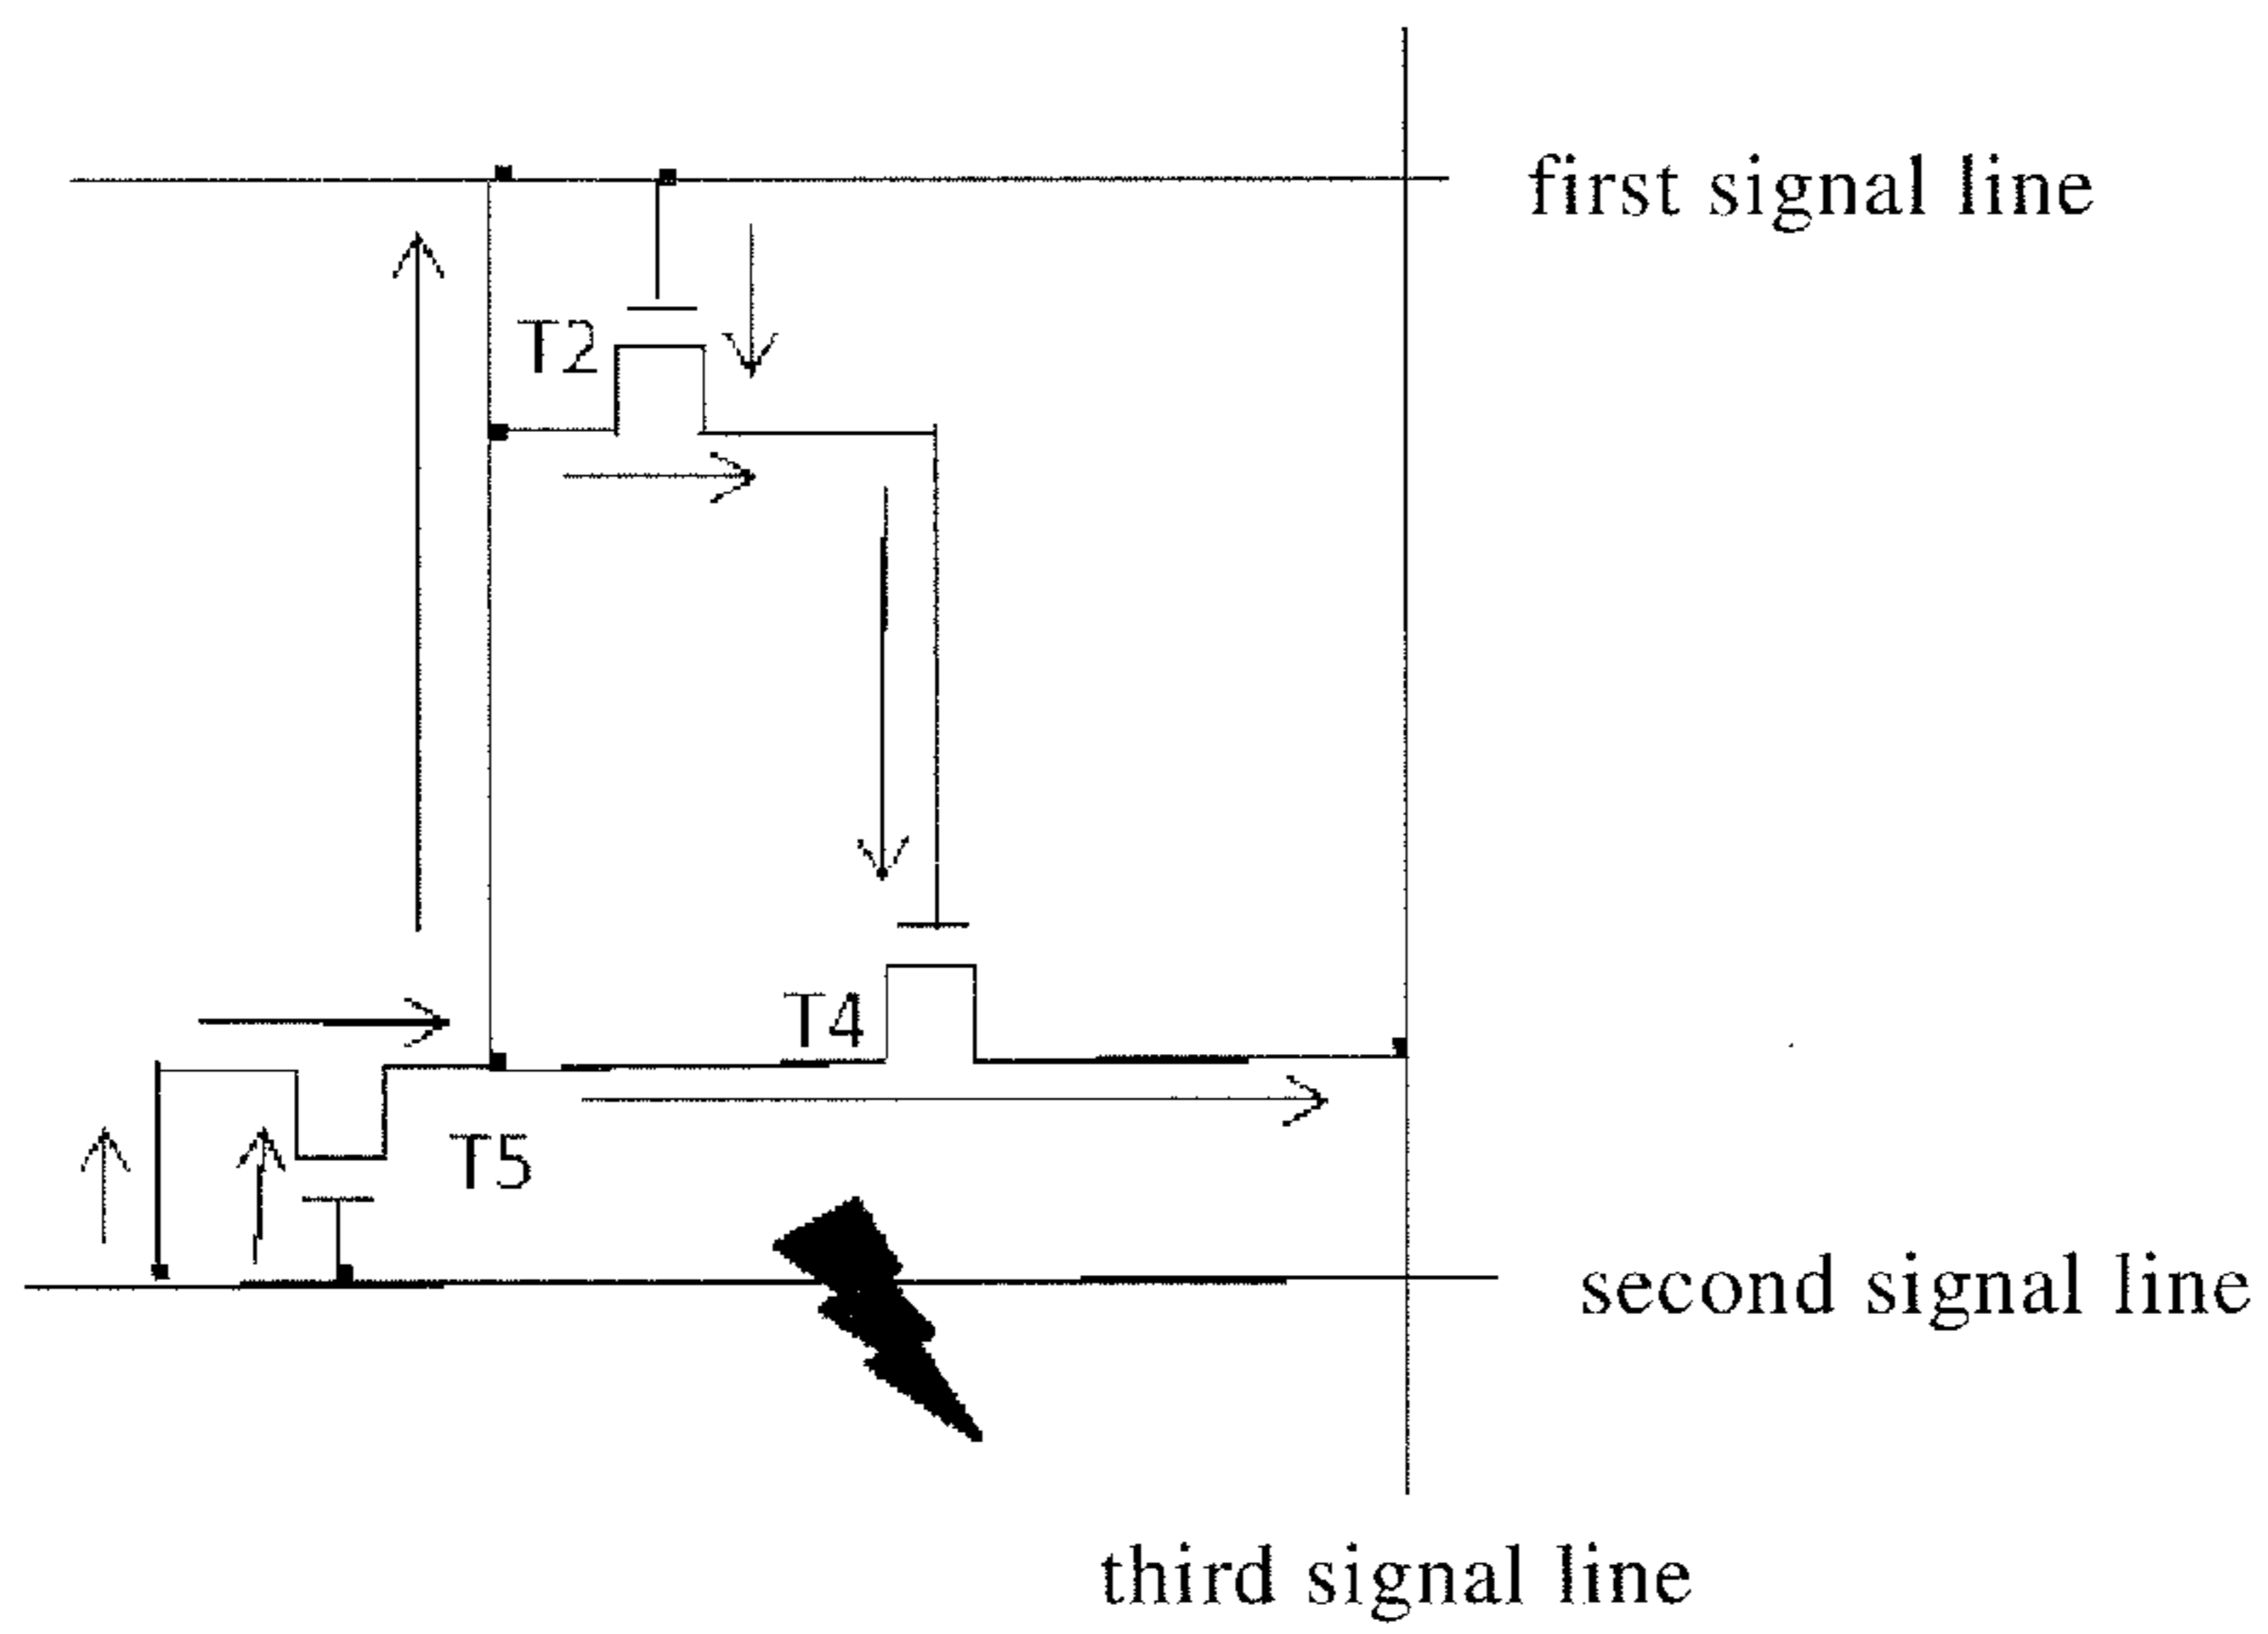 first signal line
T2
T4
T5
second signal line
third signal line